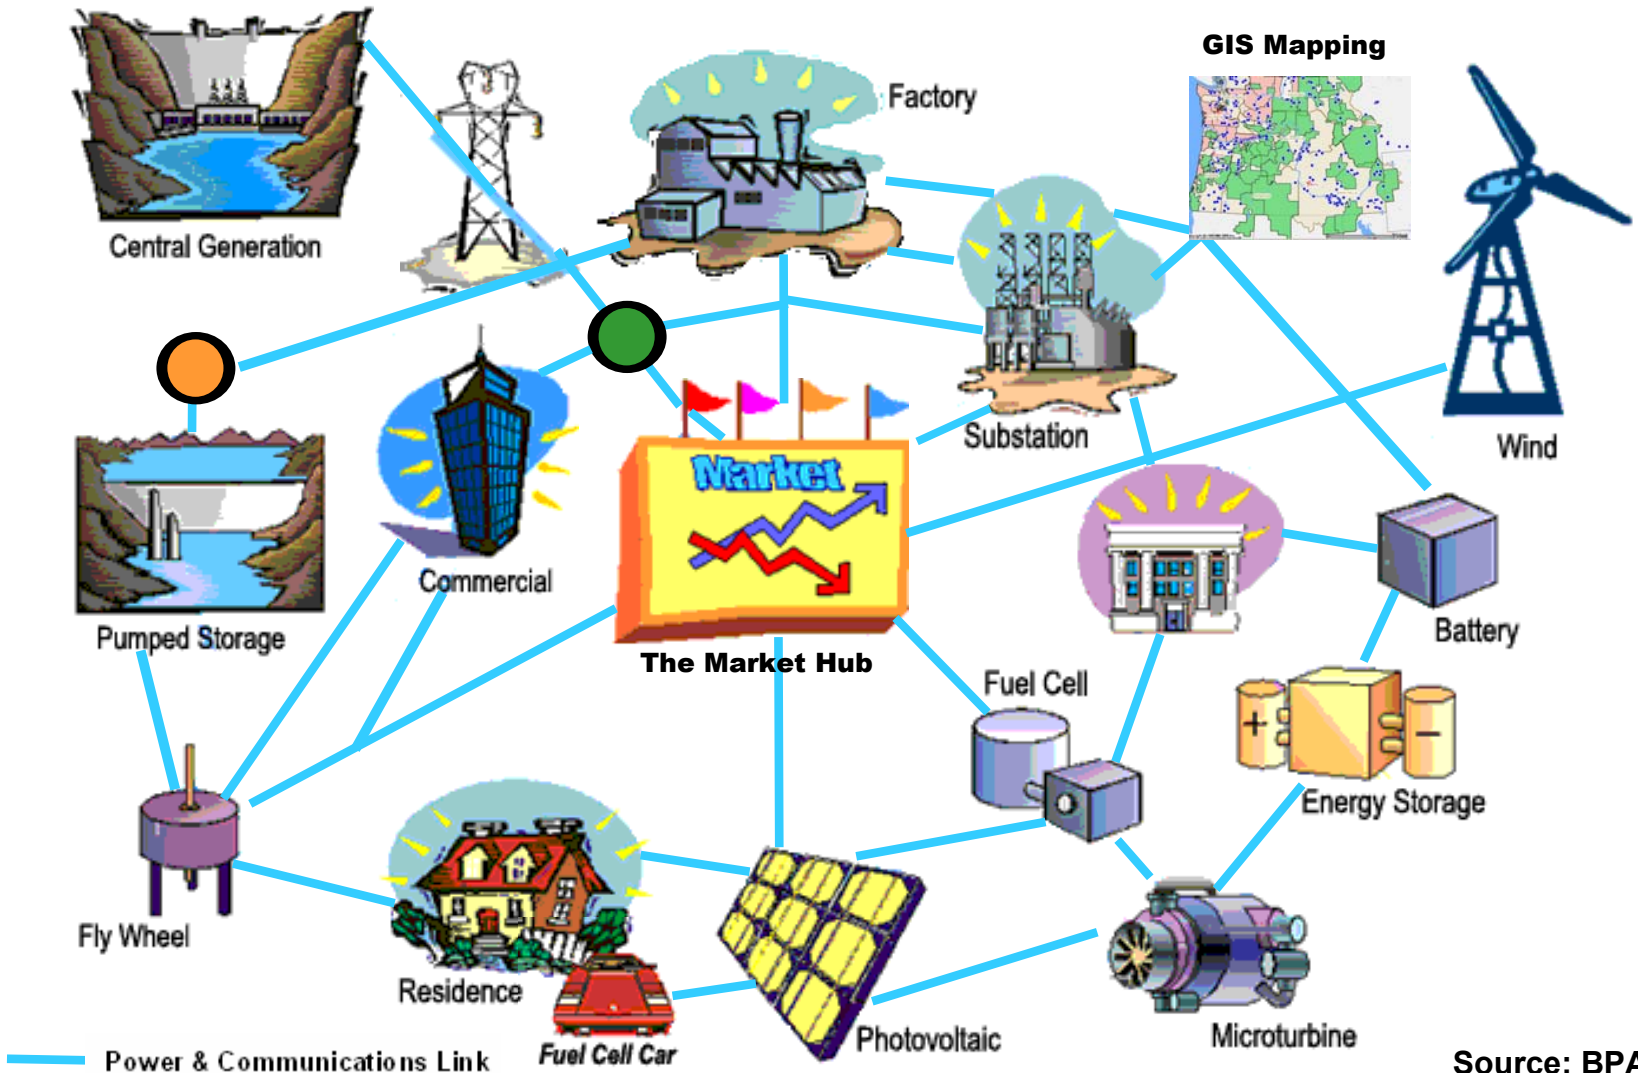 GIS Mapping
Factory
Central Generation
Substation
Wind
Market
Commercial
Pumped Storage
The Market Hub
Battery
Fuel Cell
+
−
Energy Storage
Fly Wheel
Residence
Fuel Cell Car
Photovoltaic
Microturbine
Power & Communications Link
Source: BPA